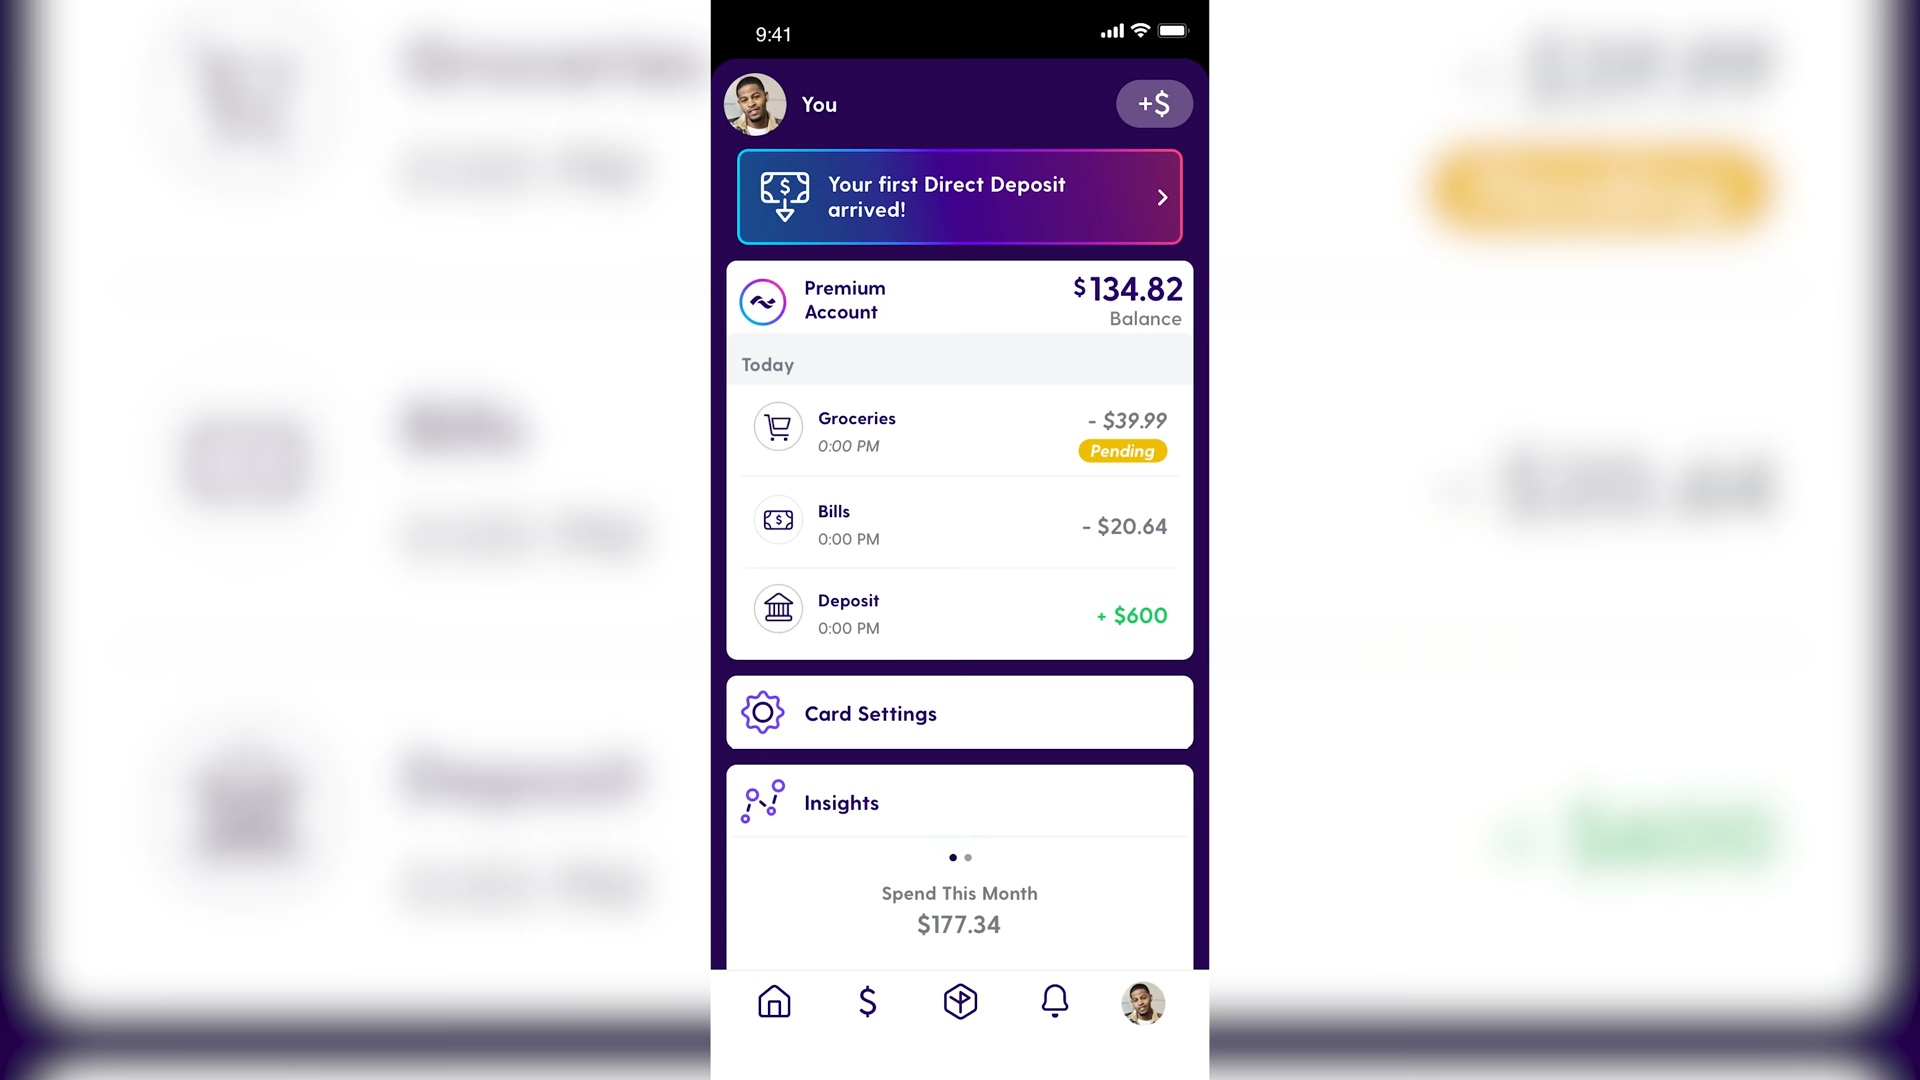 9:41
You
+$
Your first Direct Deposit
arrived!
Premium
Account
$134.82
Balance
Today
Groceries
- $39.99
0:00 PM
Pending
Bills
- $20.64
0:00 PM
Deposit
+ $600
0:00 PM
Card Settings
Insights
Spend This Month
$177.34